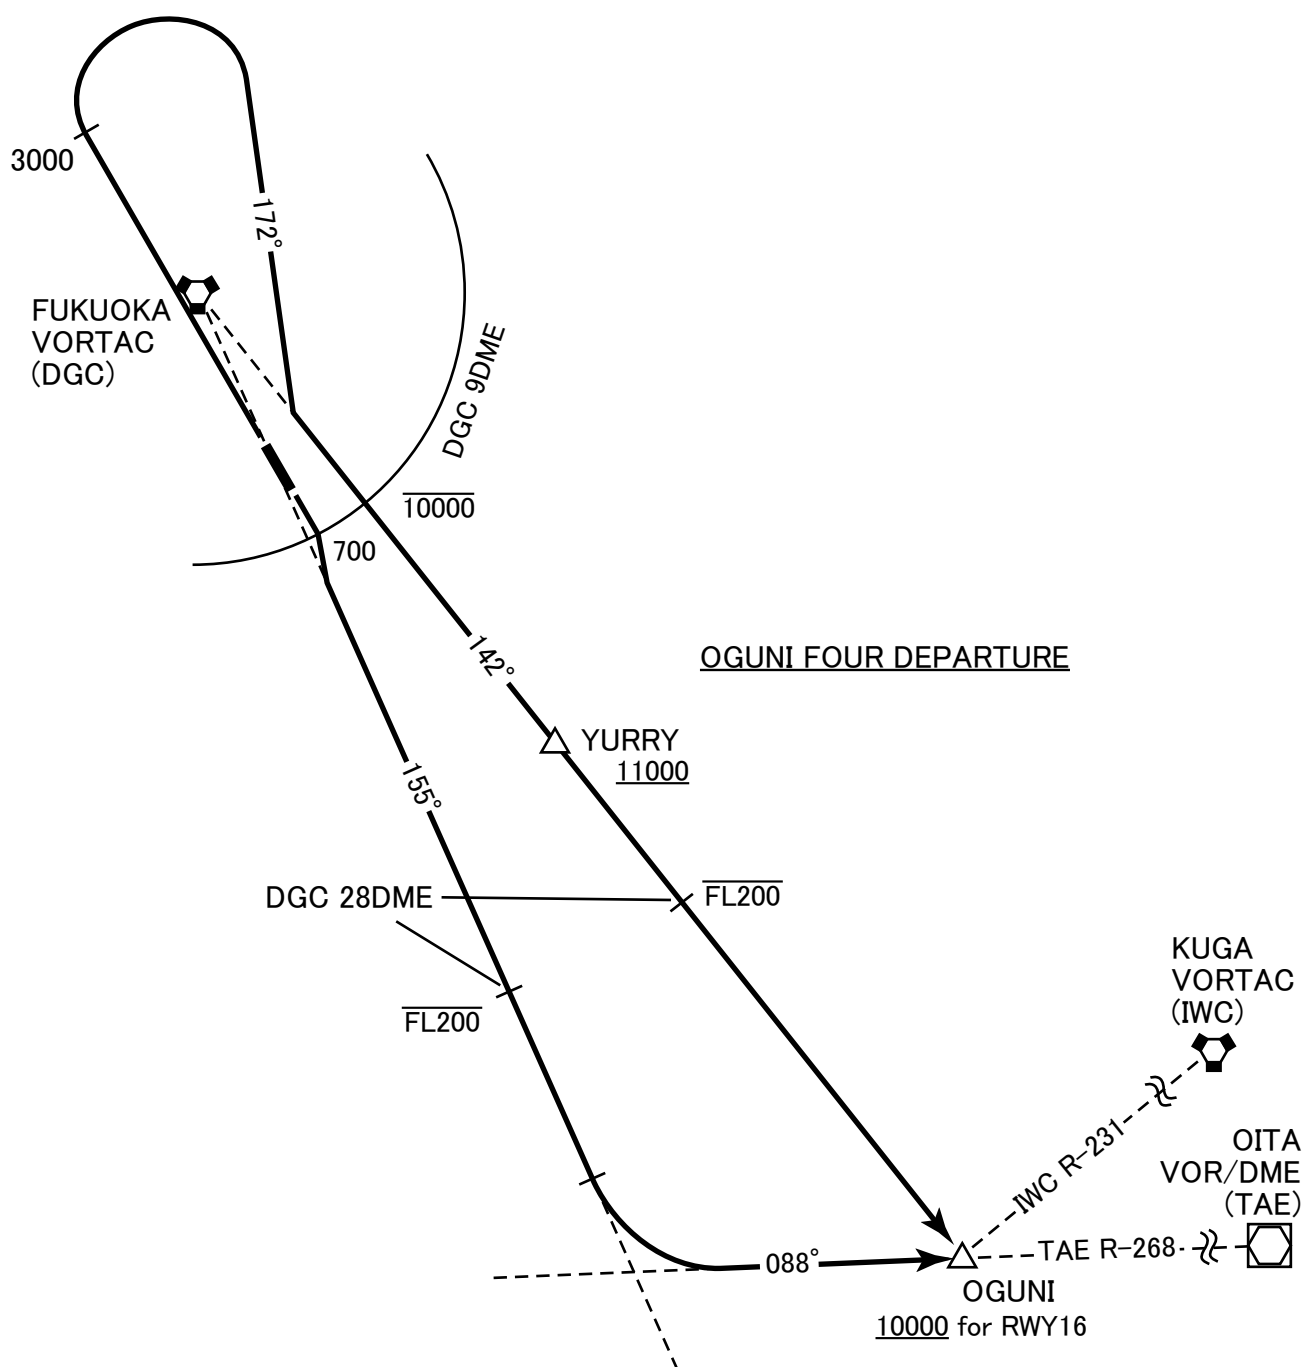 3000
172°
FUKUOKA
VORTAC
(DGC)
DGC 9DME
10000
700
142°
OGUNI FOUR DEPARTURE
YURRY
11000
155°
DGC 28DME
FL200
FL200
KUGA
VORTAC
(IWC)
IWC R-231
OITA
VOR/DME
(TAE)
TAE R-268
088°
OGUNI
10000 for RWY16